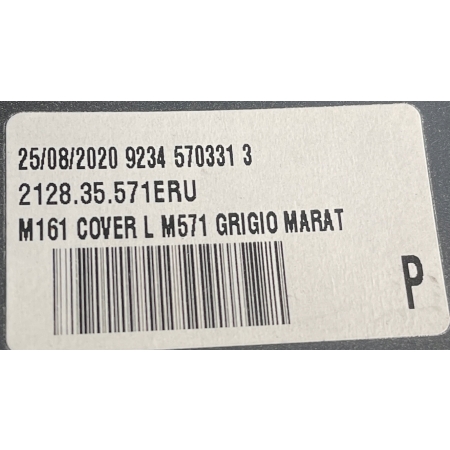 25/08/2020 9234 570331 3
2128.35.571ERU
M161 COVER L M571 GRIGIO MARAT
P